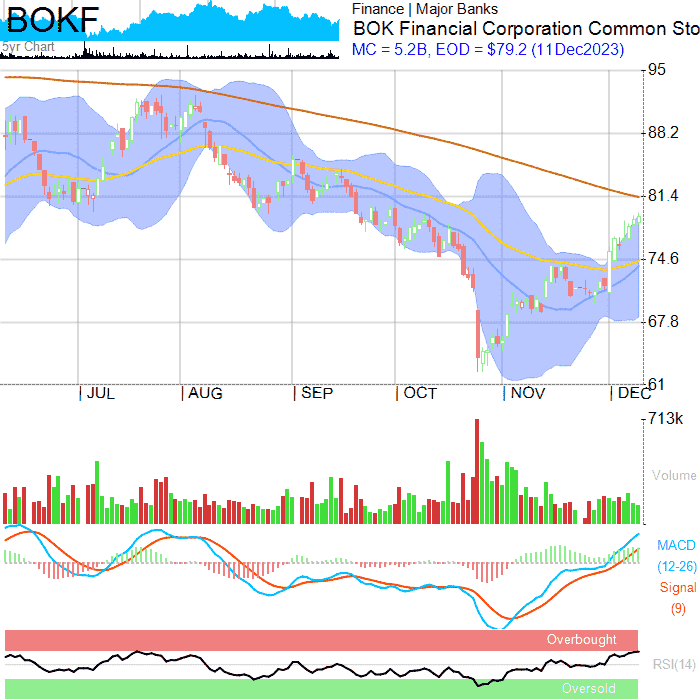 BOKF
5yr Chart
Finance | Major Banks
BOK Financial Corporation Common Sto
MC = 5.2B, EOD = $79.2 (11Dec2023)
95
88.2
81.4
74.6
67.8
61
JUL AUG SEP OCT NOV DEC
713k
Volume
MACD
(12-26)
Signal
(9)
Overbought
RSI(14)
Oversold